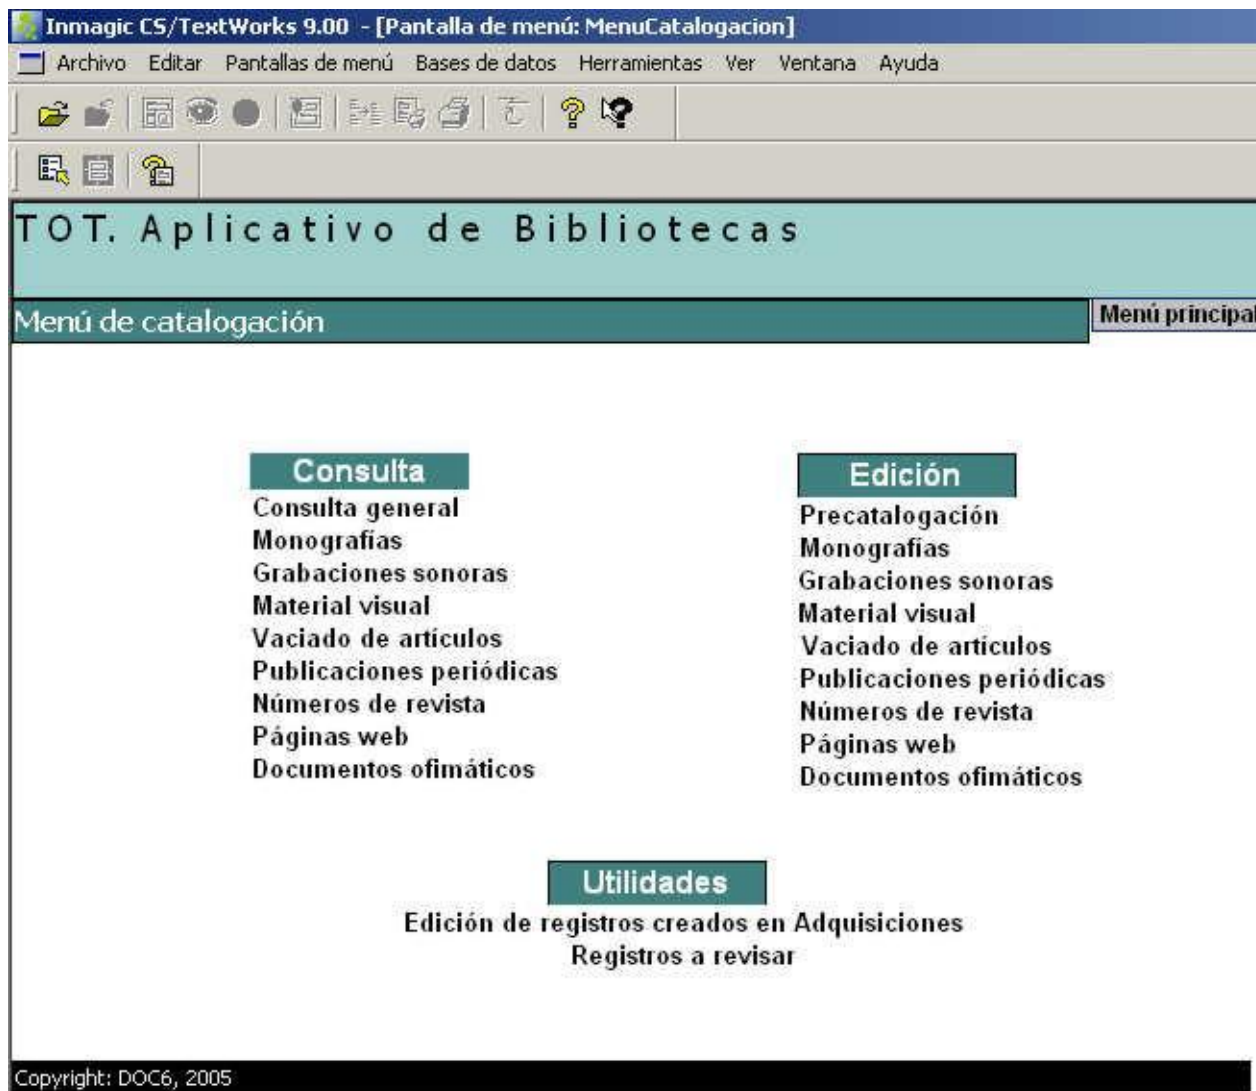 Inmagic CS/TextWorks 9.00 - [Pantalla de menú: MenuCatalogacion]
Archivo Editar Pantallas de menú Bases de datos Herramientas Ver Ventana Ayuda
TOT. Aplicativo de Bibliotecas
Menú de catalogación
Menú principal
Consulta
Consulta general
Monografías
Grabaciones sonoras
Material visual
Vaciado de artículos
Publicaciones periódicas
Números de revista
Páginas web
Documentos ofimáticos
Edición
Precatalogación
Monografías
Grabaciones sonoras
Material visual
Vaciado de artículos
Publicaciones periódicas
Números de revista
Páginas web
Documentos ofimáticos
Utilidades
Edición de registros creados en Adquisiciones
Registros a revisar
Copyright: DOC6, 2005